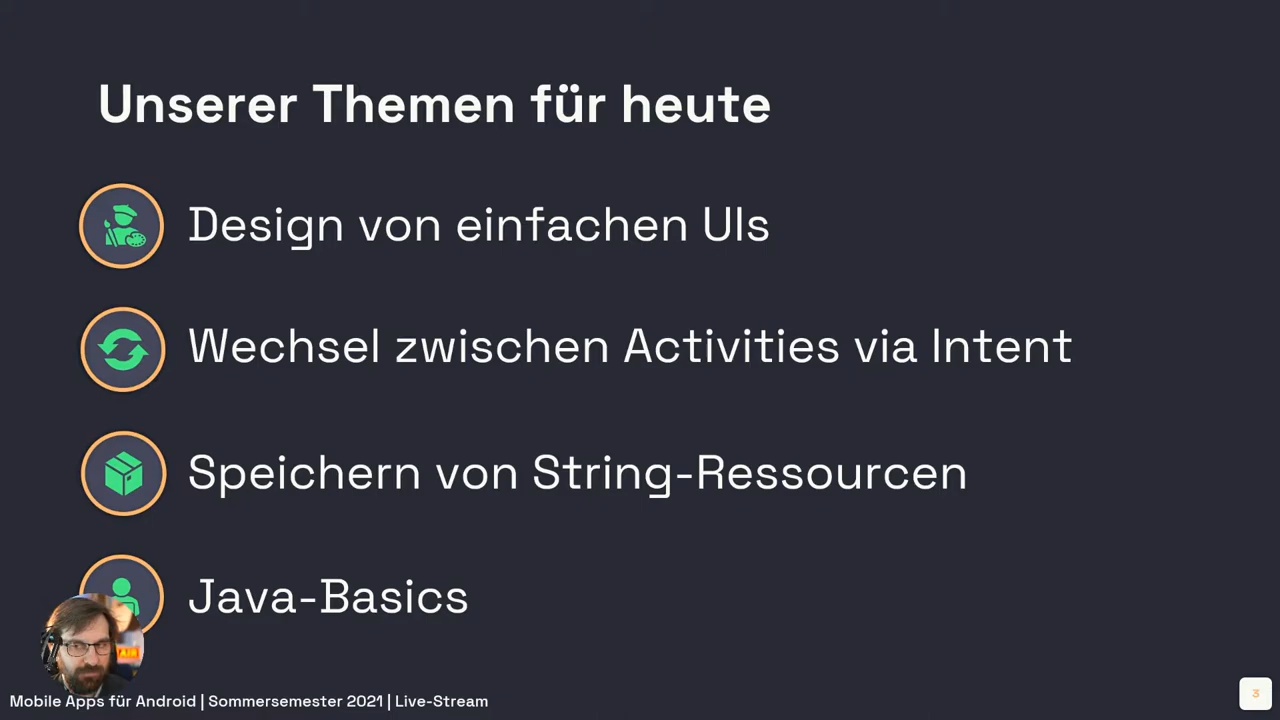 Unserer Themen für heute
Design von einfachen UIs
Wechsel zwischen Activities via Intent
Speichern von String-Ressourcen
Java-Basics
AIR
Mobile Apps für Android | Sommersemester 2021 | Live-Stream
3